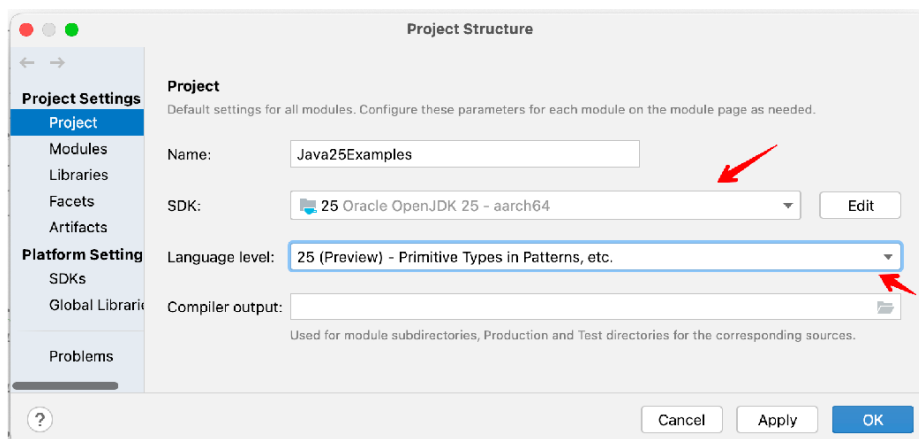 Project Structure
Project Settings
Project
Modules
Libraries
Facets
Artifacts
Platform Setting
SDKs
Global Librarie
Problems
Project
Default settings for all modules. Configure these parameters for each module on the module page as needed.
Name: Java25Examples
SDK: 25 Oracle OpenJDK 25 - aarch64 Edit
Language level: 25 (Preview) - Primitive Types in Patterns, etc.
Compiler output:
Used for module subdirectories, Production and Test directories for the corresponding sources.
? Cancel Apply OK